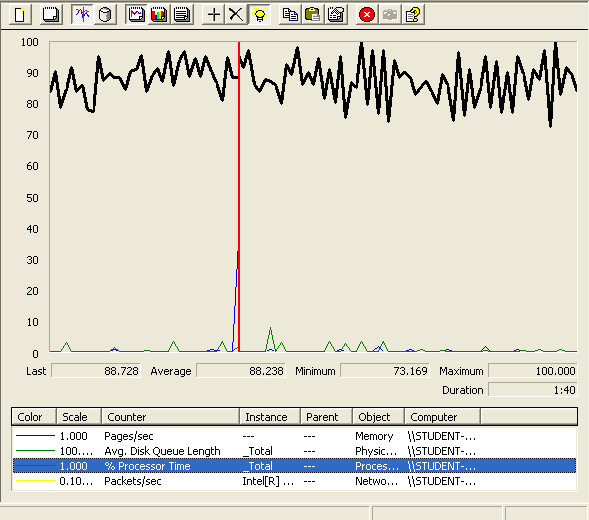 100
90
80
70
60
50
40
30
20
10
0
Last 88.728 Average 88.238 Minimum 73.169 Maximum 100.000
Duration 1:40
Color Scale Counter Instance Parent Object Computer
1.000 Pages/sec --- --- Memory \\STUDENT-...
100.... Avg. Disk Queue Length _Total --- Physic... \\STUDENT-...
1.000 % Processor Time _Total --- Proces... \\STUDENT-...
0.10... Packets/sec Intel[R] ... --- Netwo... \\STUDENT-...